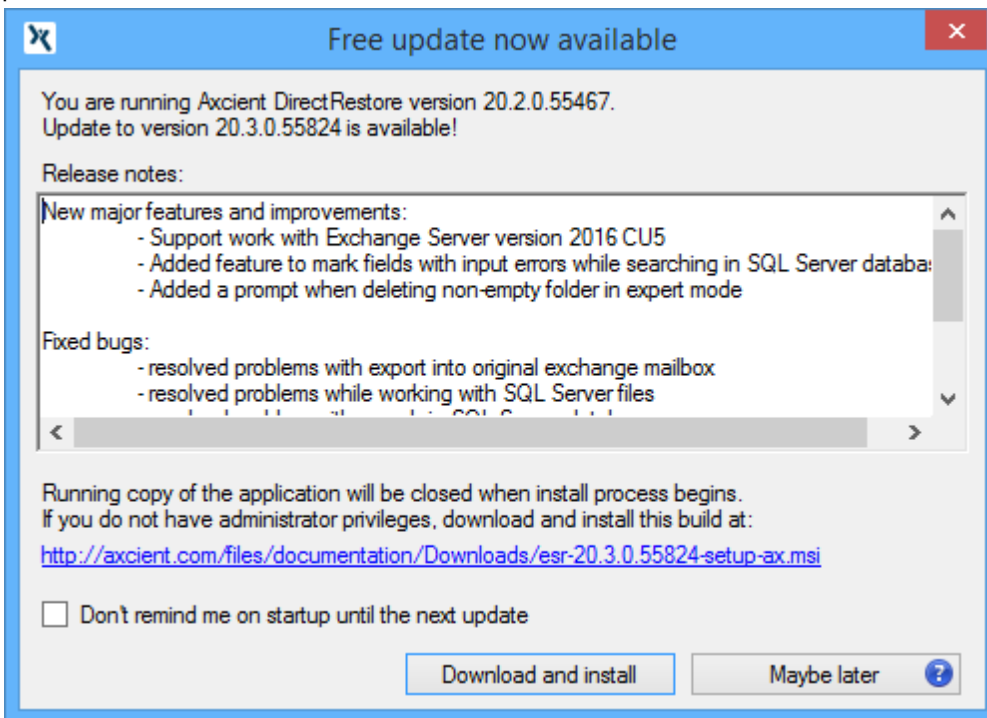 Free update now available
You are running Axcient DirectRestore version 20.2.0.55467.
Update to version 20.3.0.55824 is available!
Release notes:
New major features and improvements:
- Support work with Exchange Server version 2016 CU5
- Added feature to mark fields with input errors while searching in SQL Server
- Added a prompt when deleting non-empty folder in expert mode
Fixed bugs:
- resolved problems with export into original exchange mailbox
- resolved problems while working with SQL Server files
Running copy of the application will be closed when install process begins.
If you do not have administrator privileges, download and install this build at:
http://axcient.com/files/documentation/Downloads/esr-20.3.0.55824-setup-ax.msi
Don't remind me on startup until the next update
Download and install
Maybe later